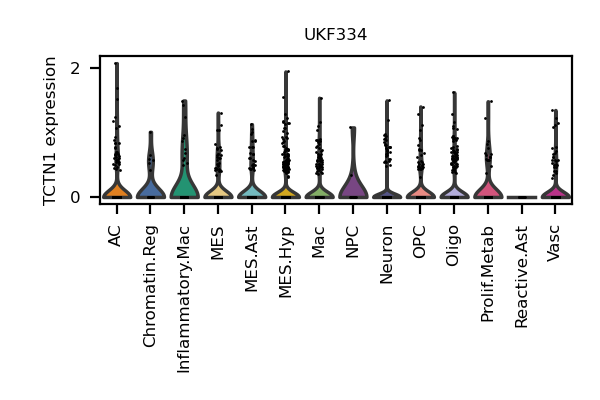 UKF334
TCTN1 expression
2
0
AC
Chromatin.Reg
Inflammatory.Mac
MES
MES.Ast
MES.Hyp
Mac
NPC
Neuron
OPC
Oligo
Prolif.Metab
Reactive.Ast
Vasc